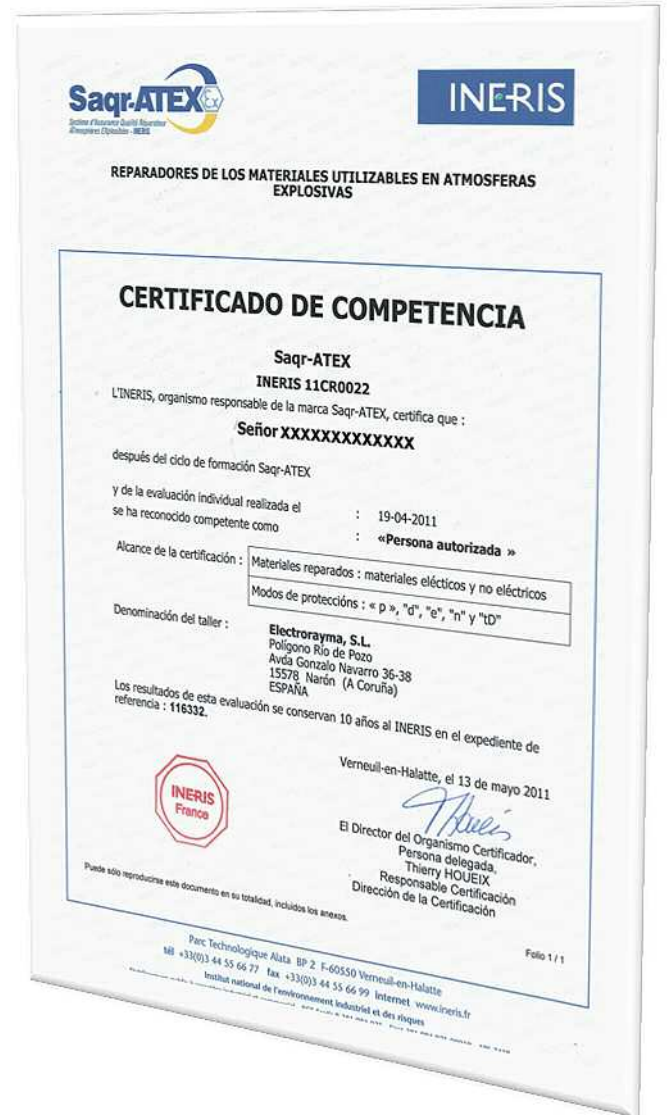 Saqr-ATEX
Système d'Assurance Qualité Réparateur
Atmosphères Explosibles - INERIS
INERIS
REPARADORES DE LOS MATERIALES UTILIZABLES EN ATMOSFERAS
EXPLOSIVAS
CERTIFICADO DE COMPETENCIA
Saqr-ATEX
INERIS 11CR0022
L'INERIS, organismo responsable de la marca Saqr-ATEX, certifica que :
Señor XXXXXXXXXXXXX
después del ciclo de formación Saqr-ATEX
y de la evaluación individual realizada el : 19-04-2011
se ha reconocido competente como : «Persona autorizada »
Alcance de la certificación : Materiales reparados : materiales elécticos y no eléctricos
Modos de proteccións : « p », "d", "e", "n" y "tD"
Denominación del taller : Electrorayma, S.L.
Polígono Río de Pozo
Avda Gonzalo Navarro 36-38
15578 Narón (A Coruña)
ESPAÑA
Los resultados de esta evaluación se conservan 10 años al INERIS en el expediente de
referencia : 116332.
Verneuil-en-Halatte, el 13 de mayo 2011
INERIS
France
El Director del Organismo Certificador,
Persona delegada,
Thierry HOUEIX
Responsable Certificación
Dirección de la Certificación
Puede sólo reproducirse este documento en su totalidad, incluidos los anexos.
Folio 1 / 1
Parc Technologique Alata BP 2 F-60550 Verneuil-en-Halatte
tél +33(0)3 44 55 66 77 fax +33(0)3 44 55 66 99 internet www.ineris.fr
Institut national de l'environnement industriel et des risques